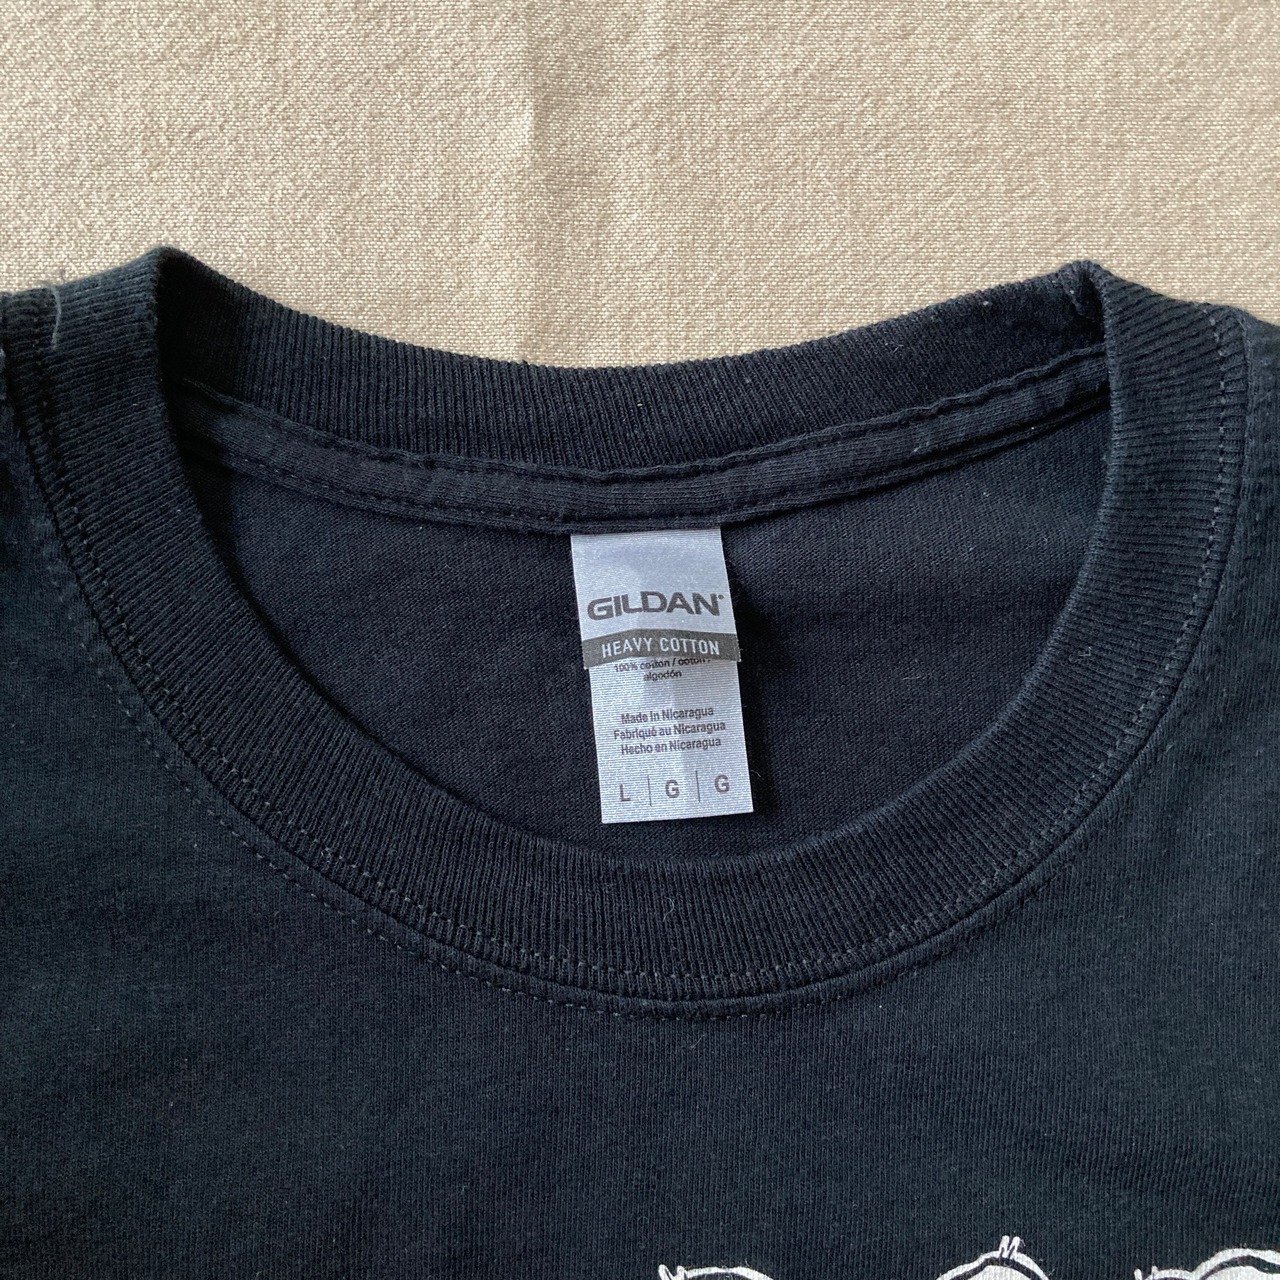 GILDAN®
HEAVY COTTON
100% cotton / coton /
algodón
Made in Nicaragua
Fabriqué au Nicaragua
Hecho en Nicaragua
L | G | G